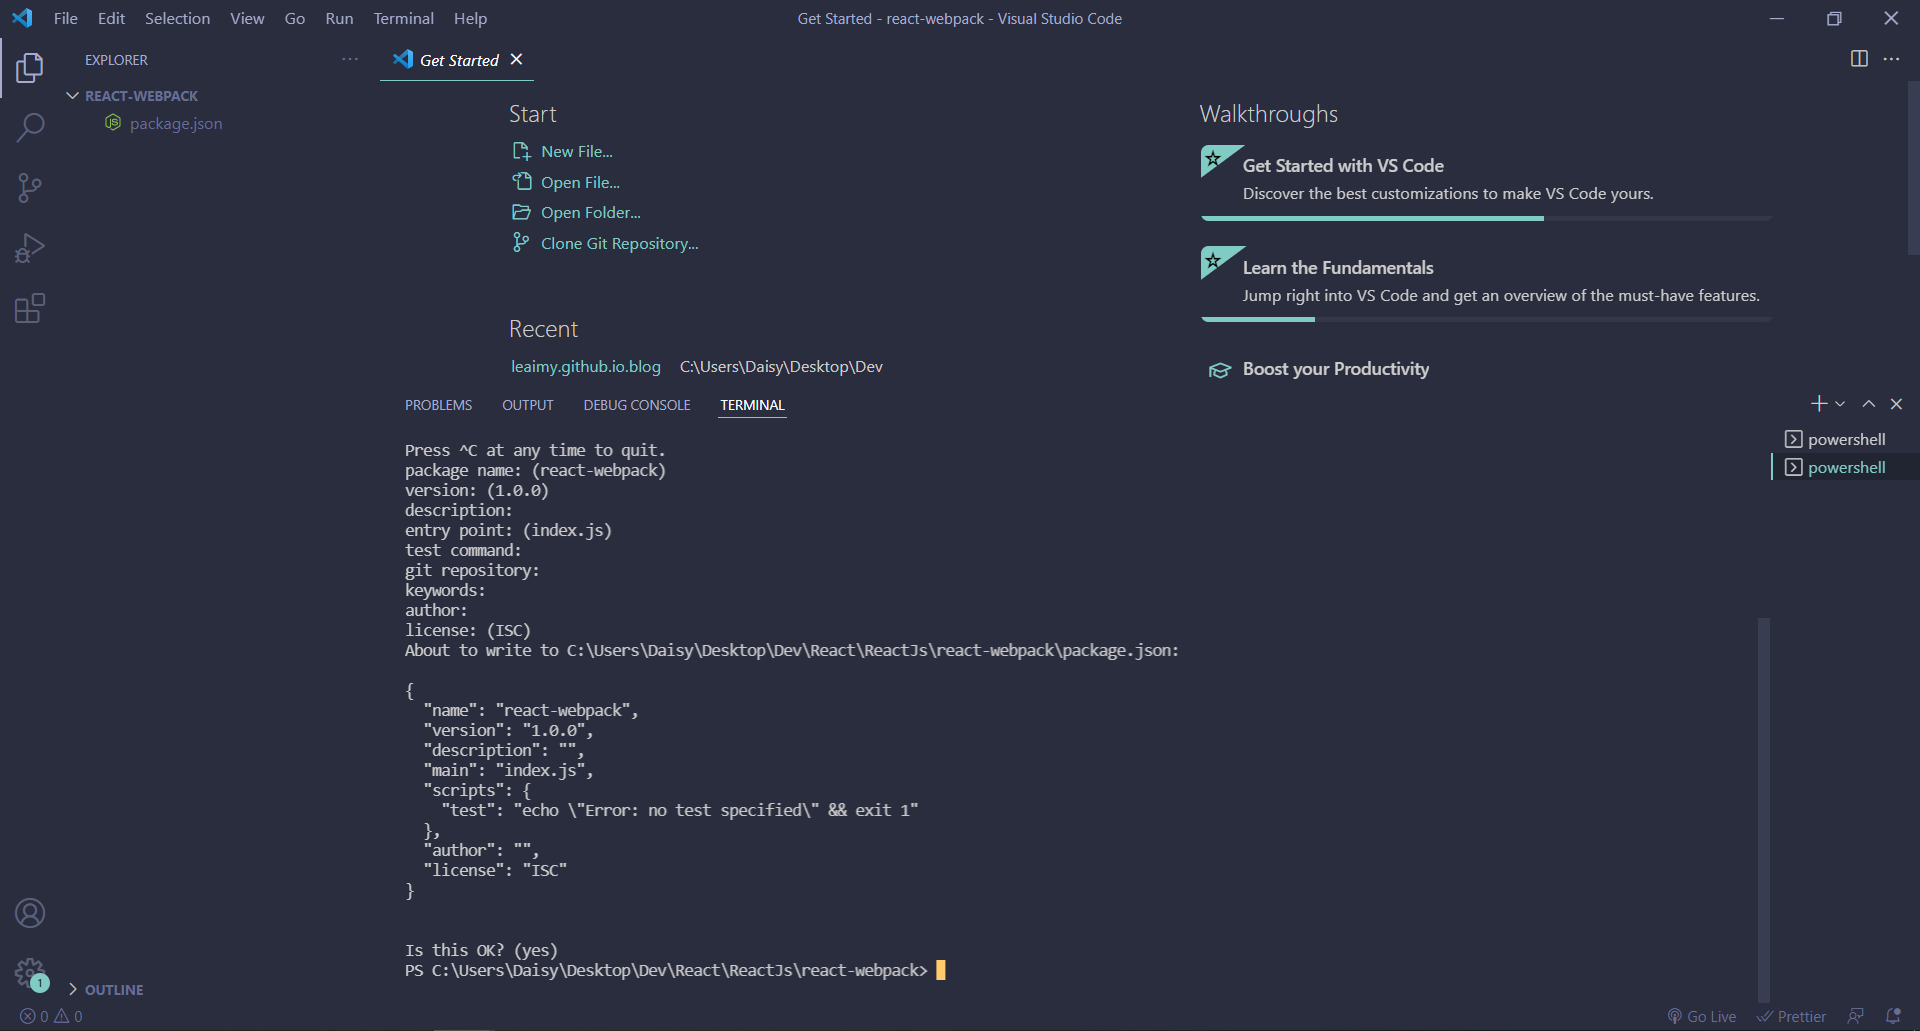 File Edit Selection View Go Run Terminal Help
Get Started - react-webpack - Visual Studio Code
EXPLORER
REACT-WEBPACK
package.json
OUTLINE
Get Started
Start
New File...
Open File...
Open Folder...
Clone Git Repository...
Recent
leaimy.github.io.blog C:\Users\Daisy\Desktop\Dev
Walkthroughs
Get Started with VS Code
Discover the best customizations to make VS Code yours.
Learn the Fundamentals
Jump right into VS Code and get an overview of the must-have features.
Boost your Productivity
PROBLEMS OUTPUT DEBUG CONSOLE TERMINAL
powershell
powershell
Press ^C at any time to quit.
package name: (react-webpack)
version: (1.0.0)
description:
entry point: (index.js)
test command:
git repository:
keywords:
author:
license: (ISC)
About to write to C:\Users\Daisy\Desktop\Dev\React\ReactJs\react-webpack\package.json:
{
"name": "react-webpack",
"version": "1.0.0",
"description": "",
"main": "index.js",
"scripts": {
"test": "echo \"Error: no test specified\" && exit 1"
},
"author": "",
"license": "ISC"
}
Is this OK? (yes)
PS C:\Users\Daisy\Desktop\Dev\React\ReactJs\react-webpack>
1
0 0
Go Live Prettier